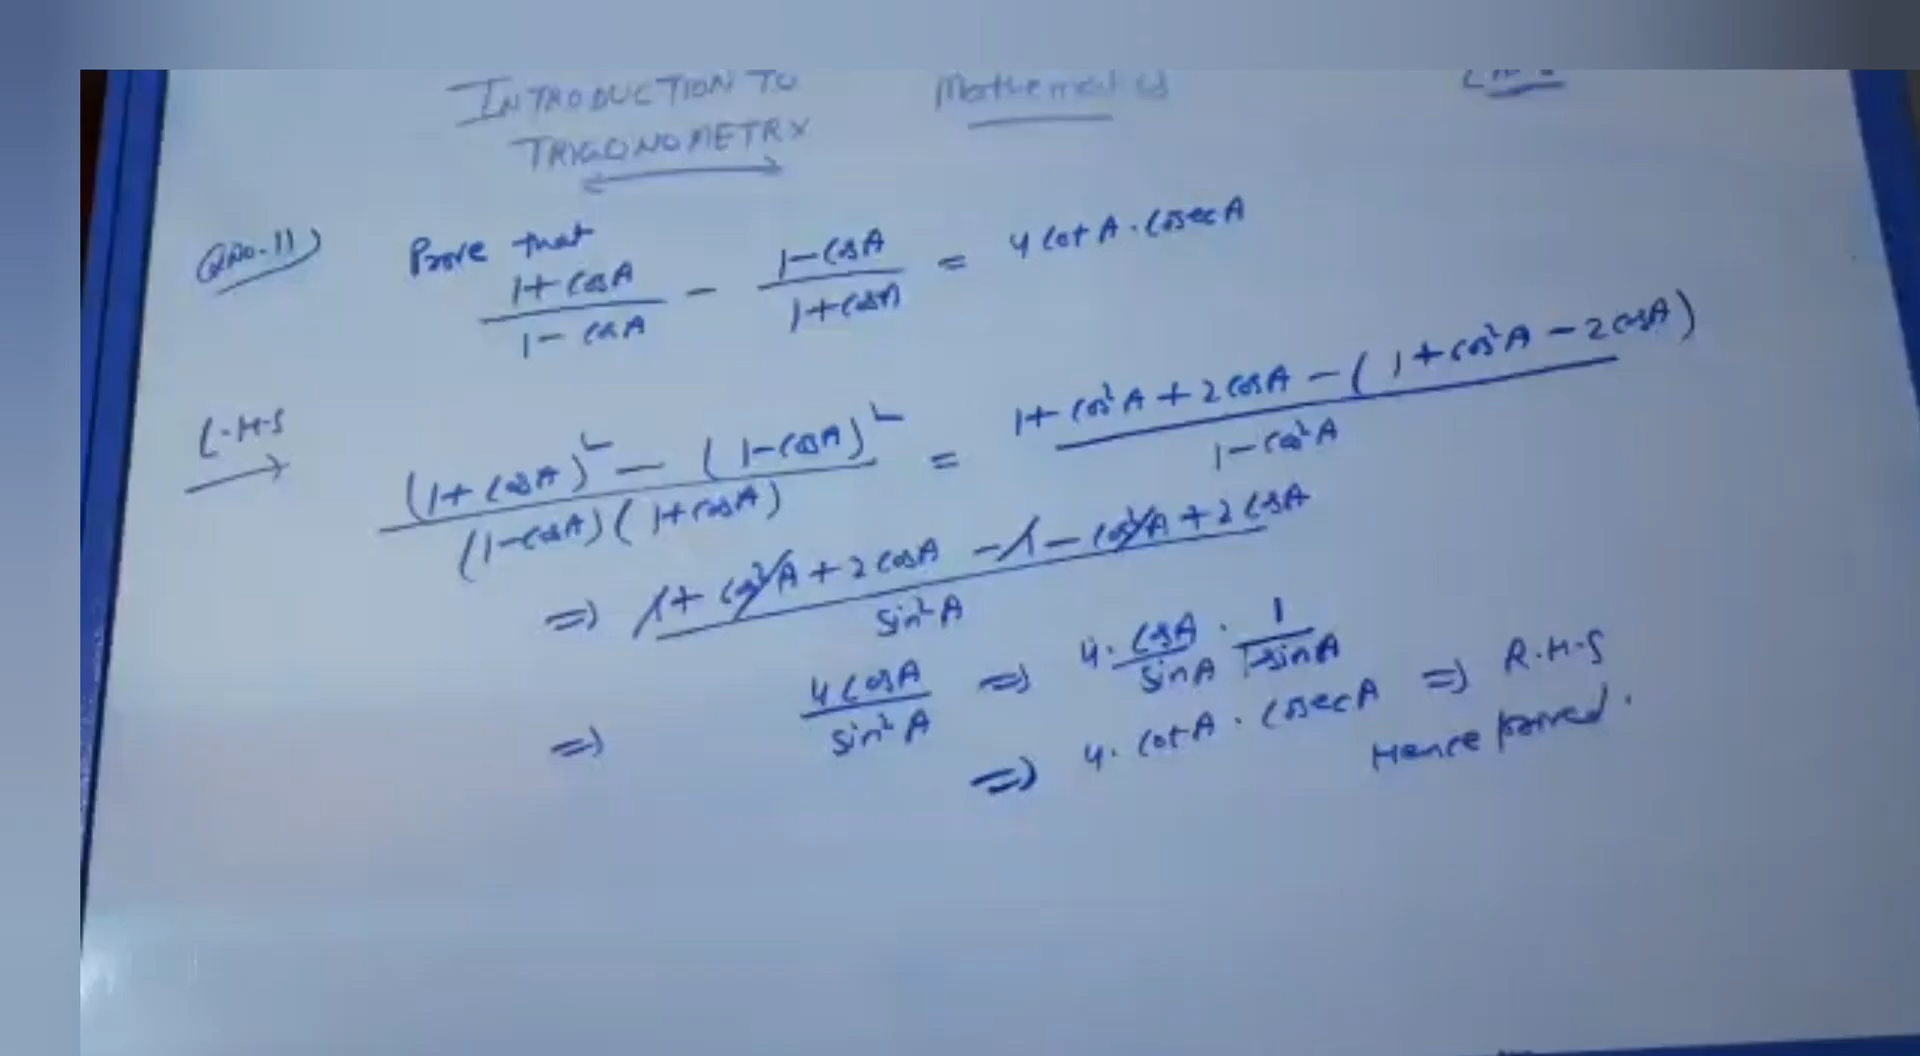 INTRODUCTION TO
TRIGONOMETRY
Mathematics
QNo.11)
Prove that
(1+cosA)/(1-cosA) - (1-cosA)/(1+cosA) = 4 cotA.cosecA
L.H.S
((1+cosA)² - (1-cosA)²)/((1-cosA)(1+cosA)) = (1+cos²A+2cosA-(1+cos²A-2cosA))/(1-cos²A)
=> (1+cos²A+2cosA-1-cos²A+2cosA)/sin²A
=> 4cosA/sin²A => 4.cosA/sinA.1/sinA
=> 4.cotA.cosecA => R.H.S
Hence proved.